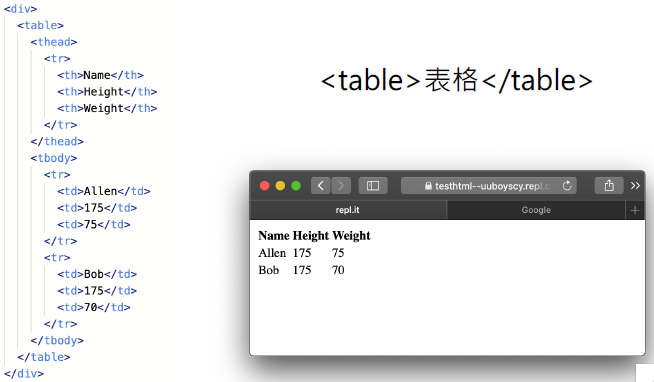 <div>
<table>
<thead>
<tr>
<th>Name</th>
<th>Height</th>
<th>Weight</th>
</tr>
</thead>
<tbody>
<tr>
<td>Allen</td>
<td>175</td>
<td>75</td>
</tr>
<tr>
<td>Bob</td>
<td>175</td>
<td>70</td>
</tr>
</tbody>
</table>
</div>
<table>表格</table>
testhtml--uuboyscy.repl.c
repl.it
Google
Name Height Weight
Allen 175 75
Bob 175 70